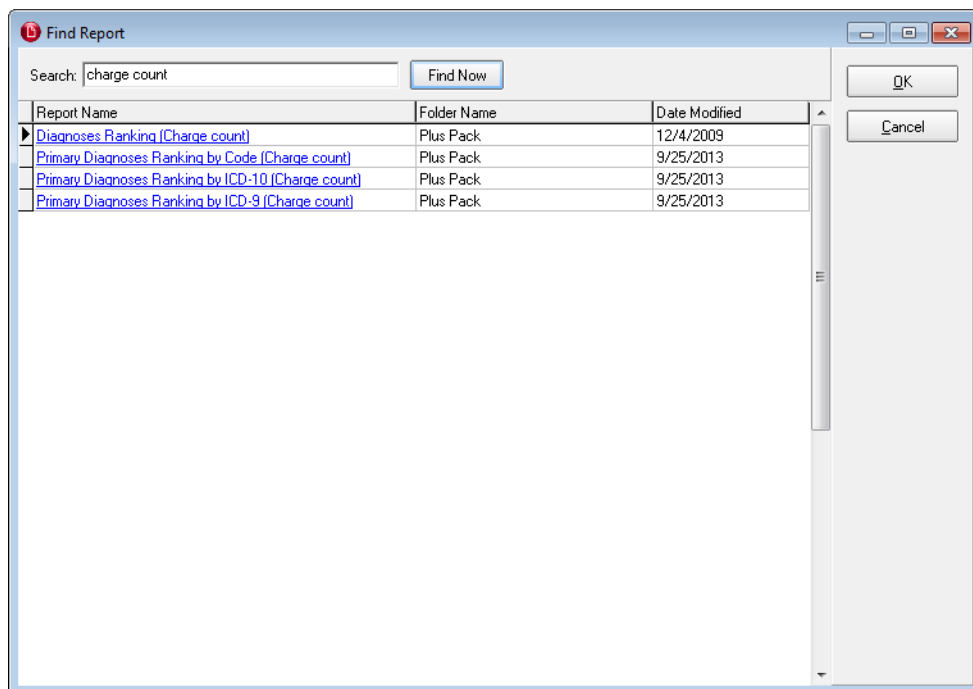 Find Report
Search: charge count Find Now
OK
Cancel
Report Name Folder Name Date Modified
Diagnoses Ranking (Charge count) Plus Pack 12/4/2009
Primary Diagnoses Ranking by Code (Charge count) Plus Pack 9/25/2013
Primary Diagnoses Ranking by ICD-10 (Charge count) Plus Pack 9/25/2013
Primary Diagnoses Ranking by ICD-9 (Charge count) Plus Pack 9/25/2013